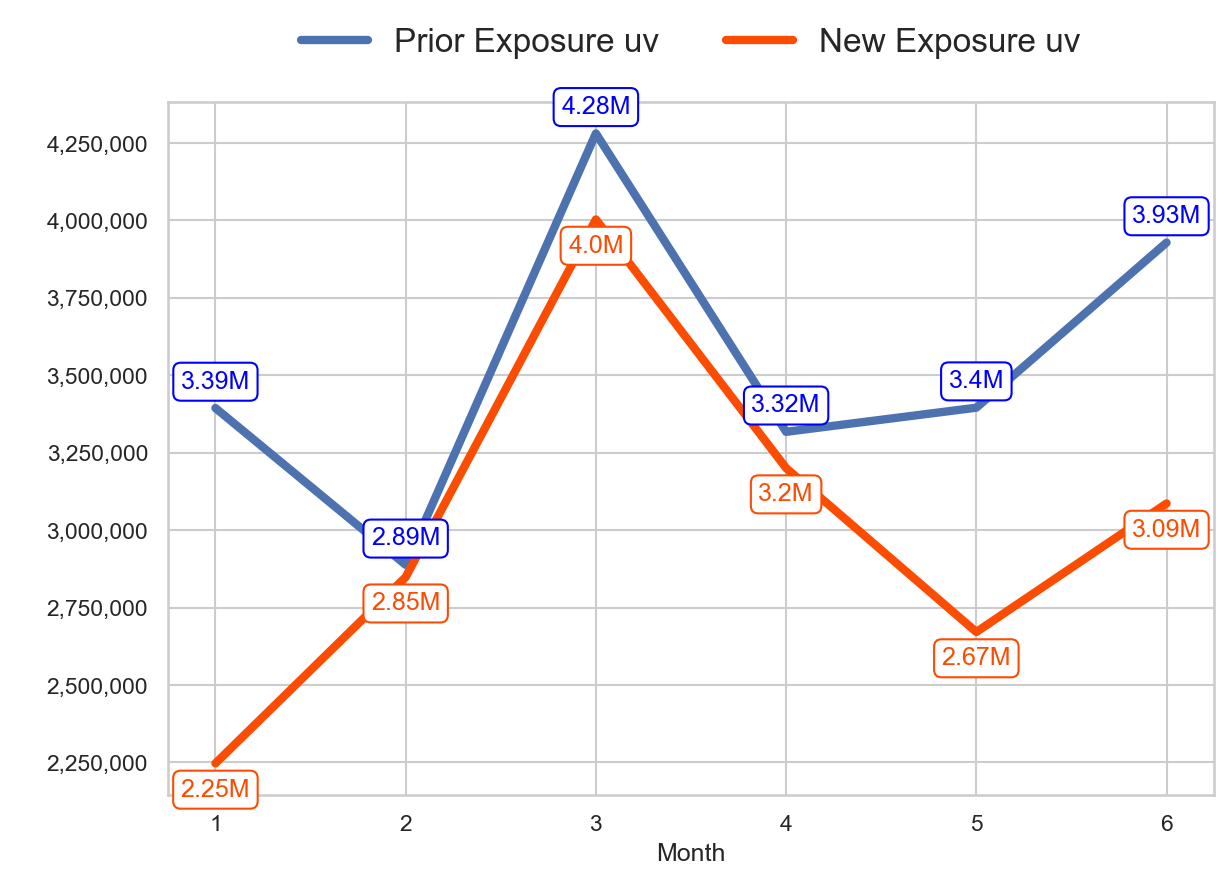 Prior Exposure uv New Exposure uv
4.28M
4,250,000
4,000,000
3.93M
4.0M
3,750,000
3,500,000
3.39M
3.4M
3.32M
3,250,000
3.2M
3,000,000
2.89M
3.09M
2,750,000
2.85M
2.67M
2,500,000
2,250,000
2.25M
1 2 3 4 5 6
Month